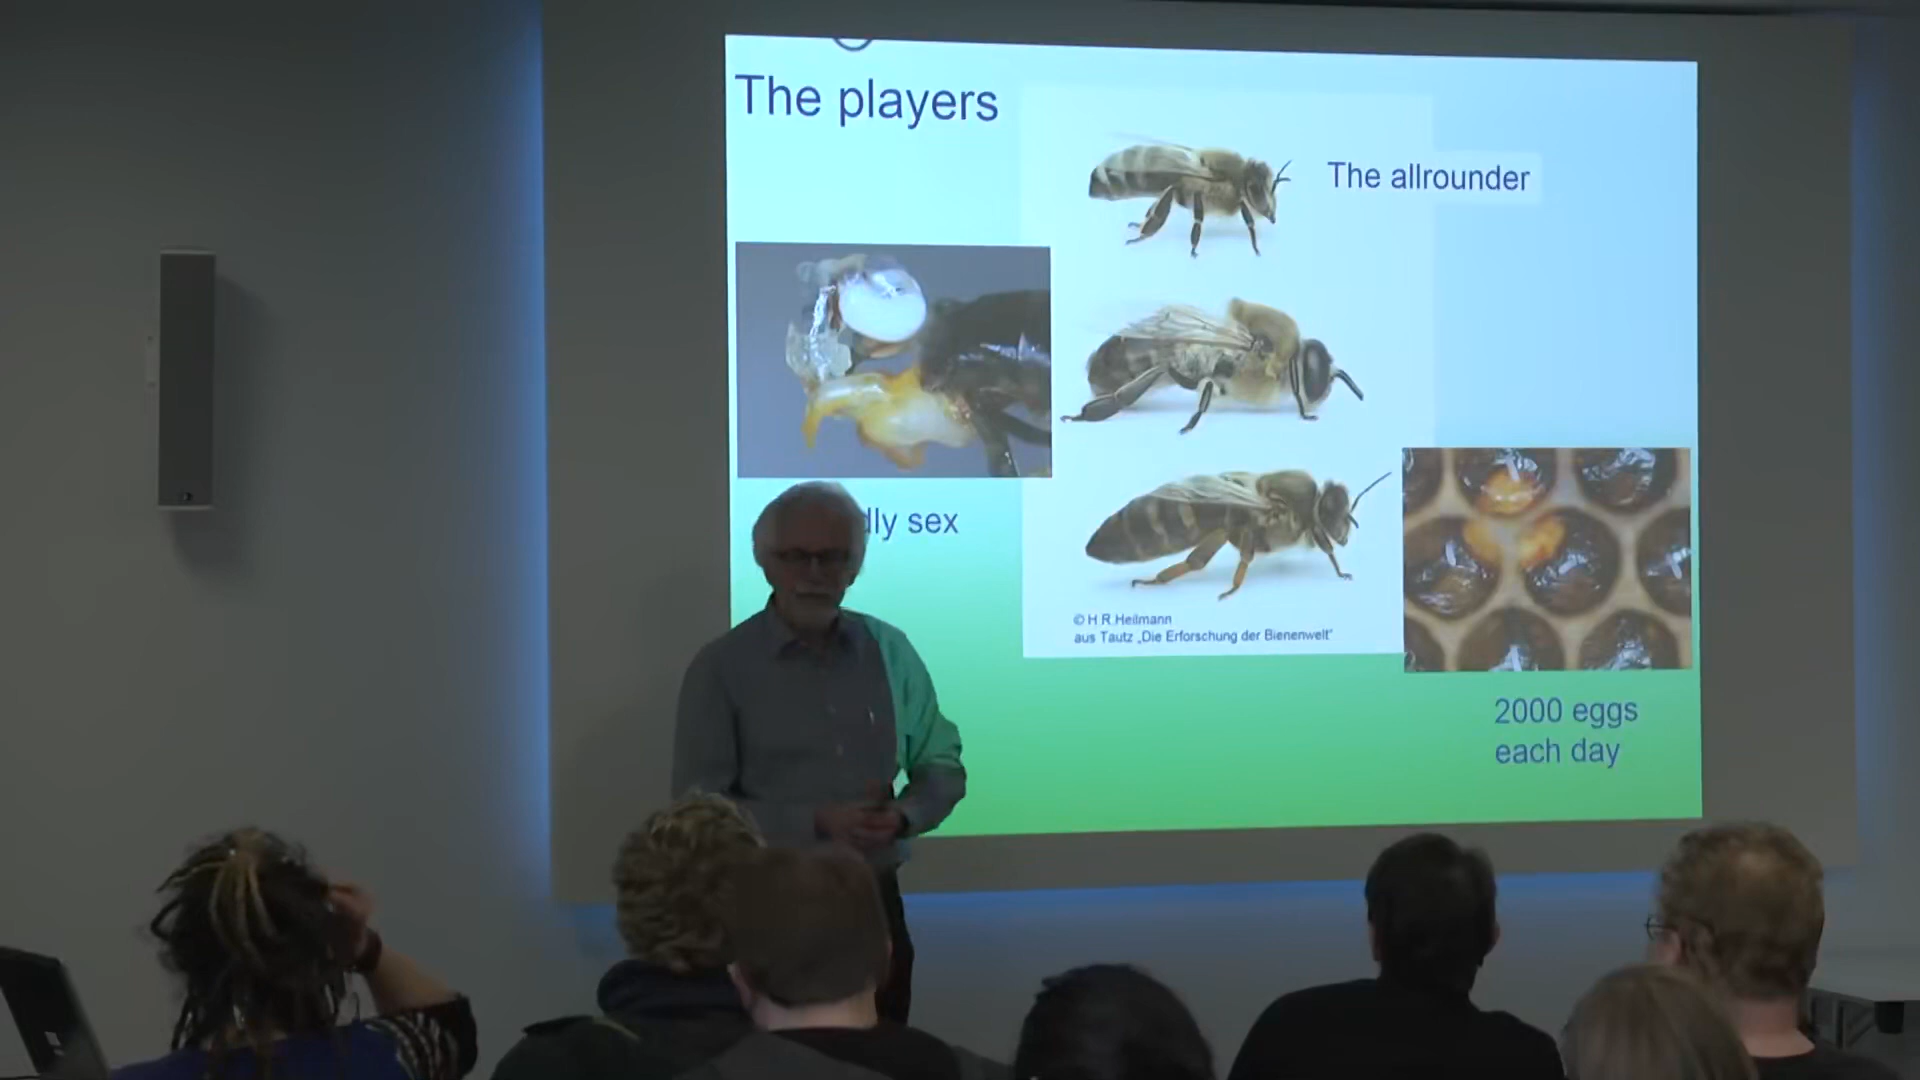 The players
The allrounder
dly sex
© H.R.Heilmann
aus Tautz „Die Erforschung der Bienenwelt“
2000 eggs
each day